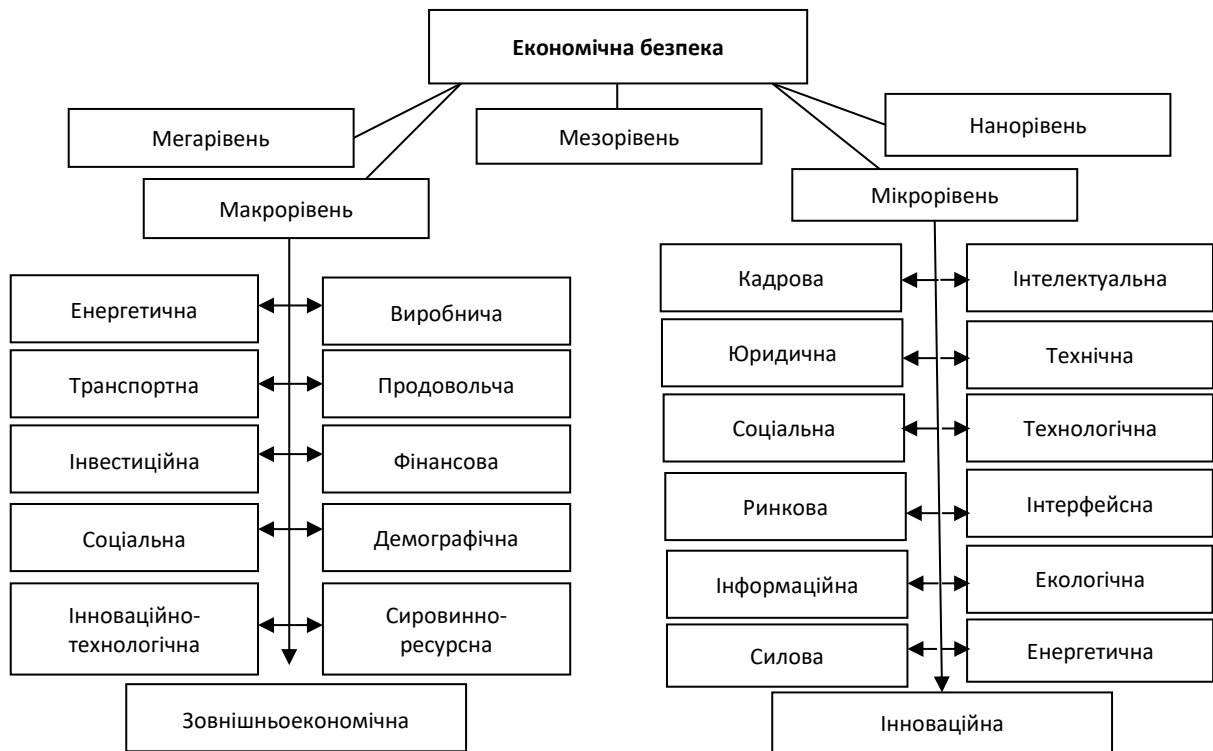 Економічна безпека
Мегарівень
Мезорівень
Нанорівень
Макрорівень
Мікрорівень
Енергетична
Виробнича
Транспортна
Продовольча
Інвестиційна
Фінансова
Соціальна
Демографічна
Інноваційно-
технологічна
Сировинно-
ресурсна
Зовнішньоекономічна
Кадрова
Інтелектуальна
Юридична
Технічна
Соціальна
Технологічна
Ринкова
Інтерфейсна
Інформаційна
Екологічна
Силова
Енергетична
Інноваційна